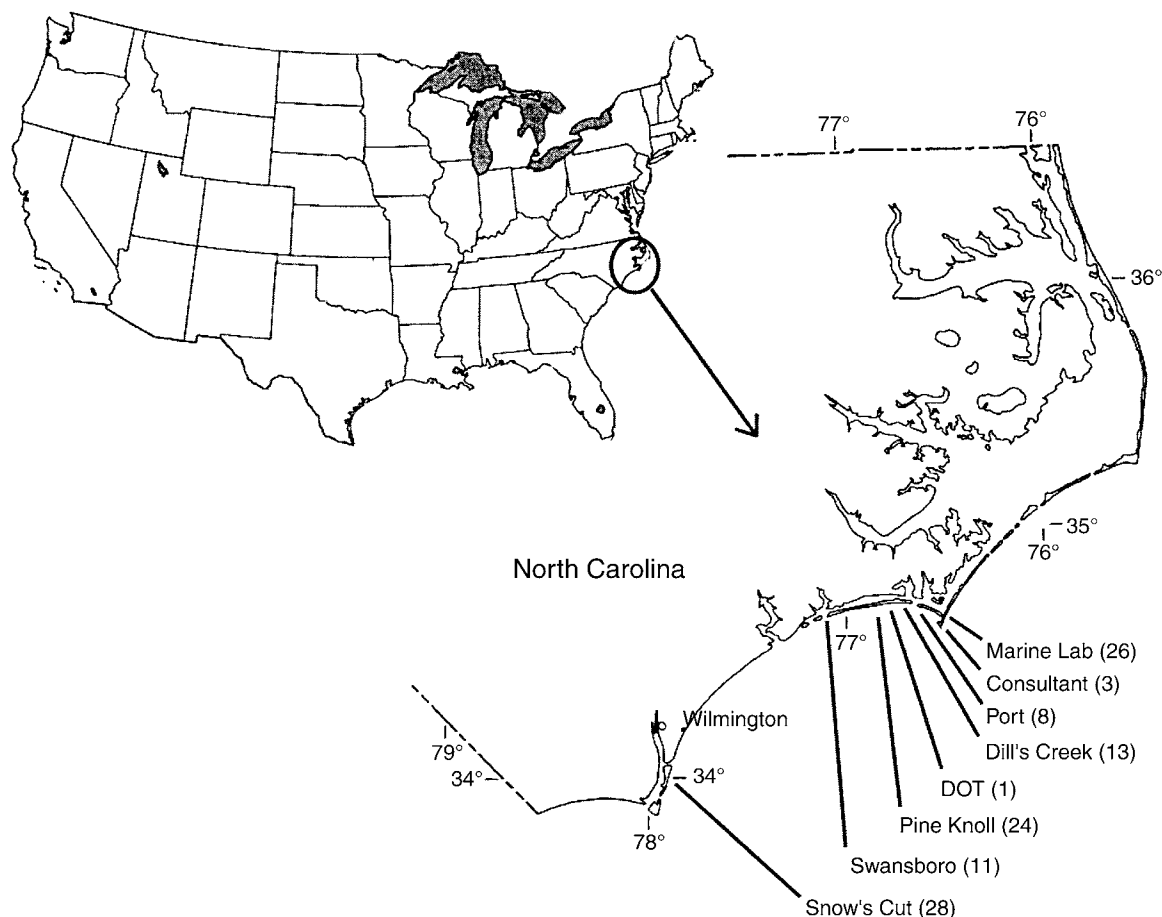 77°
76°
36°
35°
76°
North Carolina
77°
Marine Lab (26)
Consultant (3)
Port (8)
Wilmington
Dill's Creek (13)
79°
34°
34°
DOT (1)
Pine Knoll (24)
78°
Swansboro (11)
Snow's Cut (28)